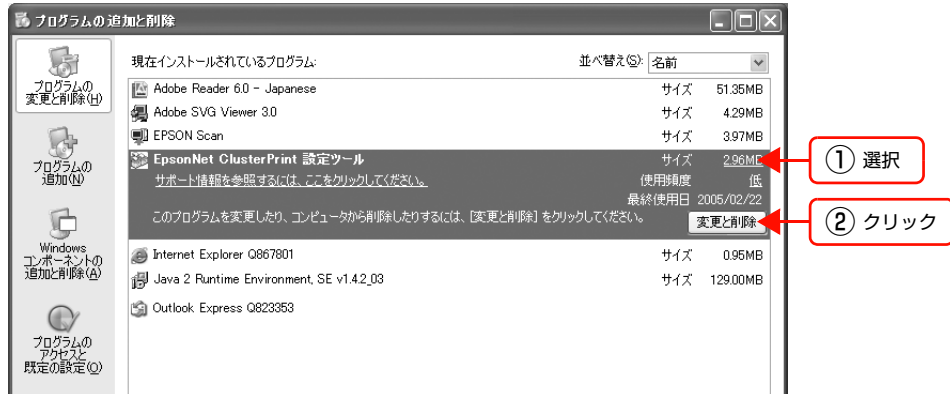 プログラムの追加と削除
プログラムの
変更と削除(H)
プログラムの
追加(N)
Windows
コンポーネントの
追加と削除(A)
プログラムの
アクセスと
既定の設定(O)
現在インストールされているプログラム:
並べ替え(S): 名前
Adobe Reader 6.0 - Japanese サイズ 51.35MB
Adobe SVG Viewer 3.0 サイズ 4.29MB
EPSON Scan サイズ 3.97MB
EpsonNet ClusterPrint 設定ツール サイズ 2.96MB
サポート情報を参照するには、ここをクリックしてください。 使用頻度 低
最終使用日 2005/02/22
このプログラムを変更したり、コンピュータから削除したりするには、[変更と削除] をクリックしてください。 変更と削除
Internet Explorer Q867801 サイズ 0.95MB
Java 2 Runtime Environment, SE v1.4.2_03 サイズ 129.00MB
Outlook Express Q823353
① 選択
② クリック